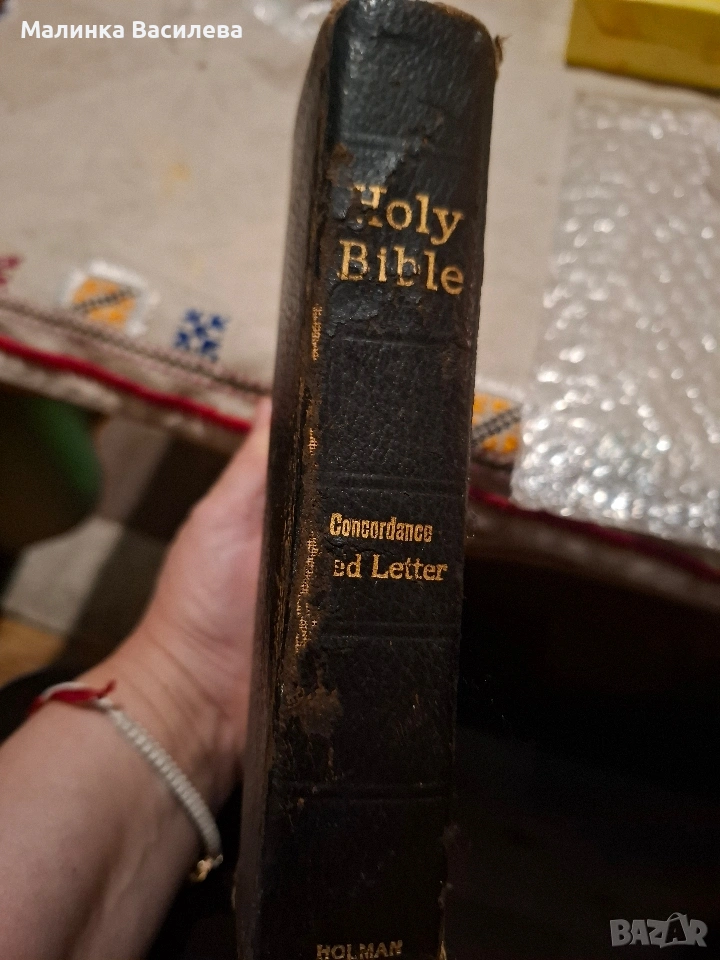 Малинка Василева
Holy
Bible
Concordance
ed Letter
HOLMAN
BAZAR